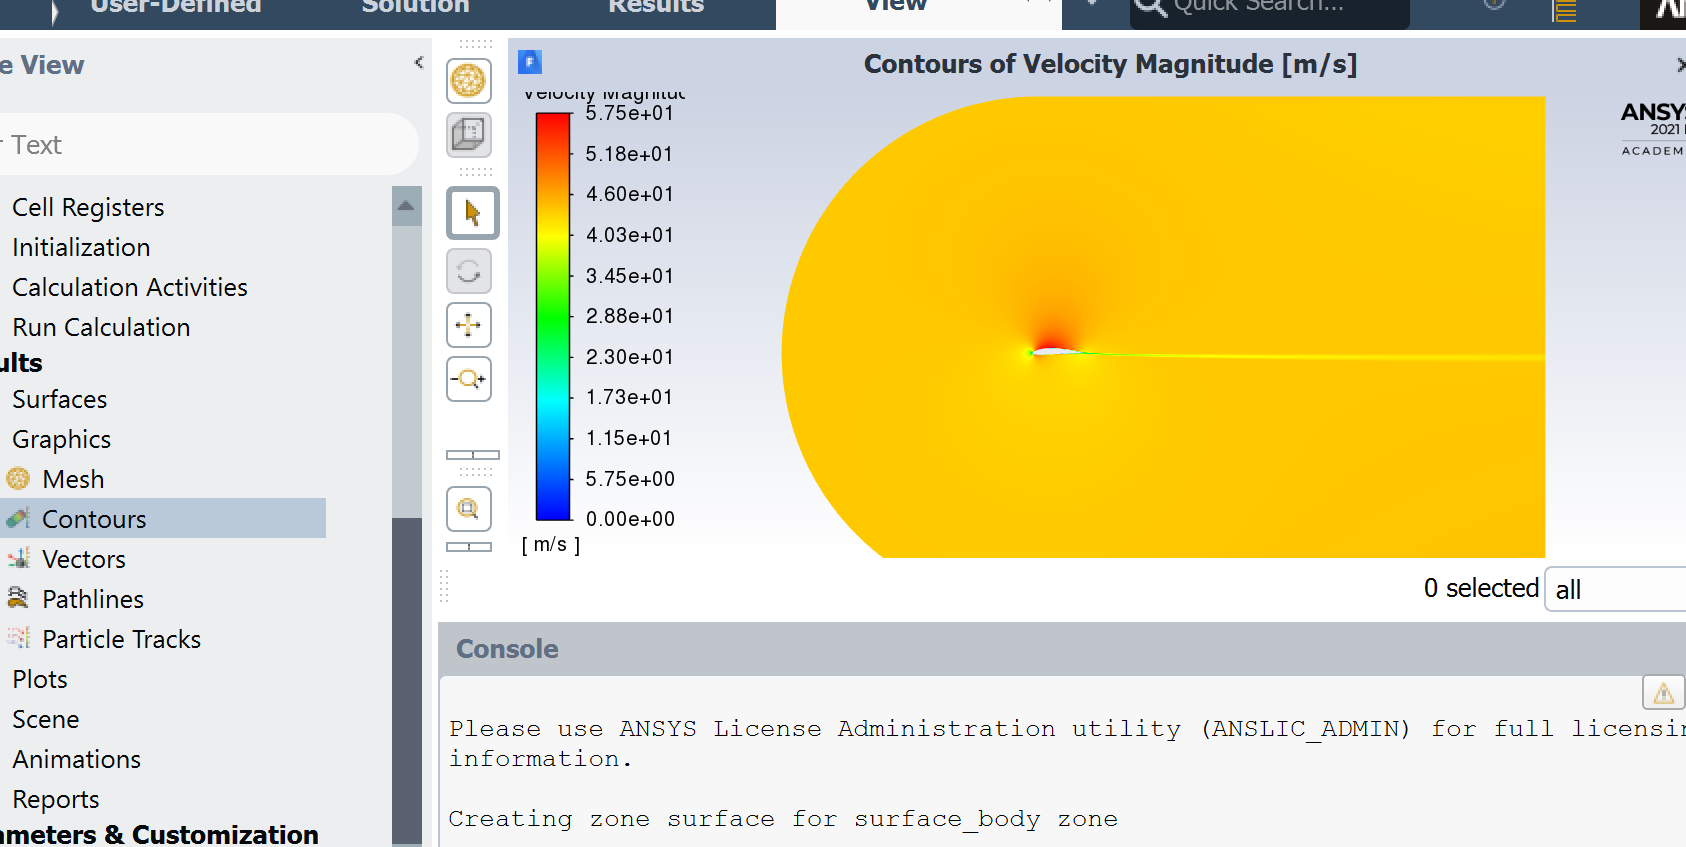 User-Defined
Solution
Results
View
Quick Search...
e View
Text
Cell Registers
Initialization
Calculation Activities
Run Calculation
ults
Surfaces
Graphics
Mesh
Contours
Vectors
Pathlines
Particle Tracks
Plots
Scene
Animations
Reports
ameters & Customization
F
Contours of Velocity Magnitude [m/s]
Velocity Magnituc
5.75e+01
5.18e+01
4.60e+01
4.03e+01
3.45e+01
2.88e+01
2.30e+01
1.73e+01
1.15e+01
5.75e+00
0.00e+00
[ m/s ]
ANSYS
2021
ACADEM
0 selected
all
Console
Please use ANSYS License Administration utility (ANSLIC_ADMIN) for full licensin
information.
Creating zone surface for surface_body zone